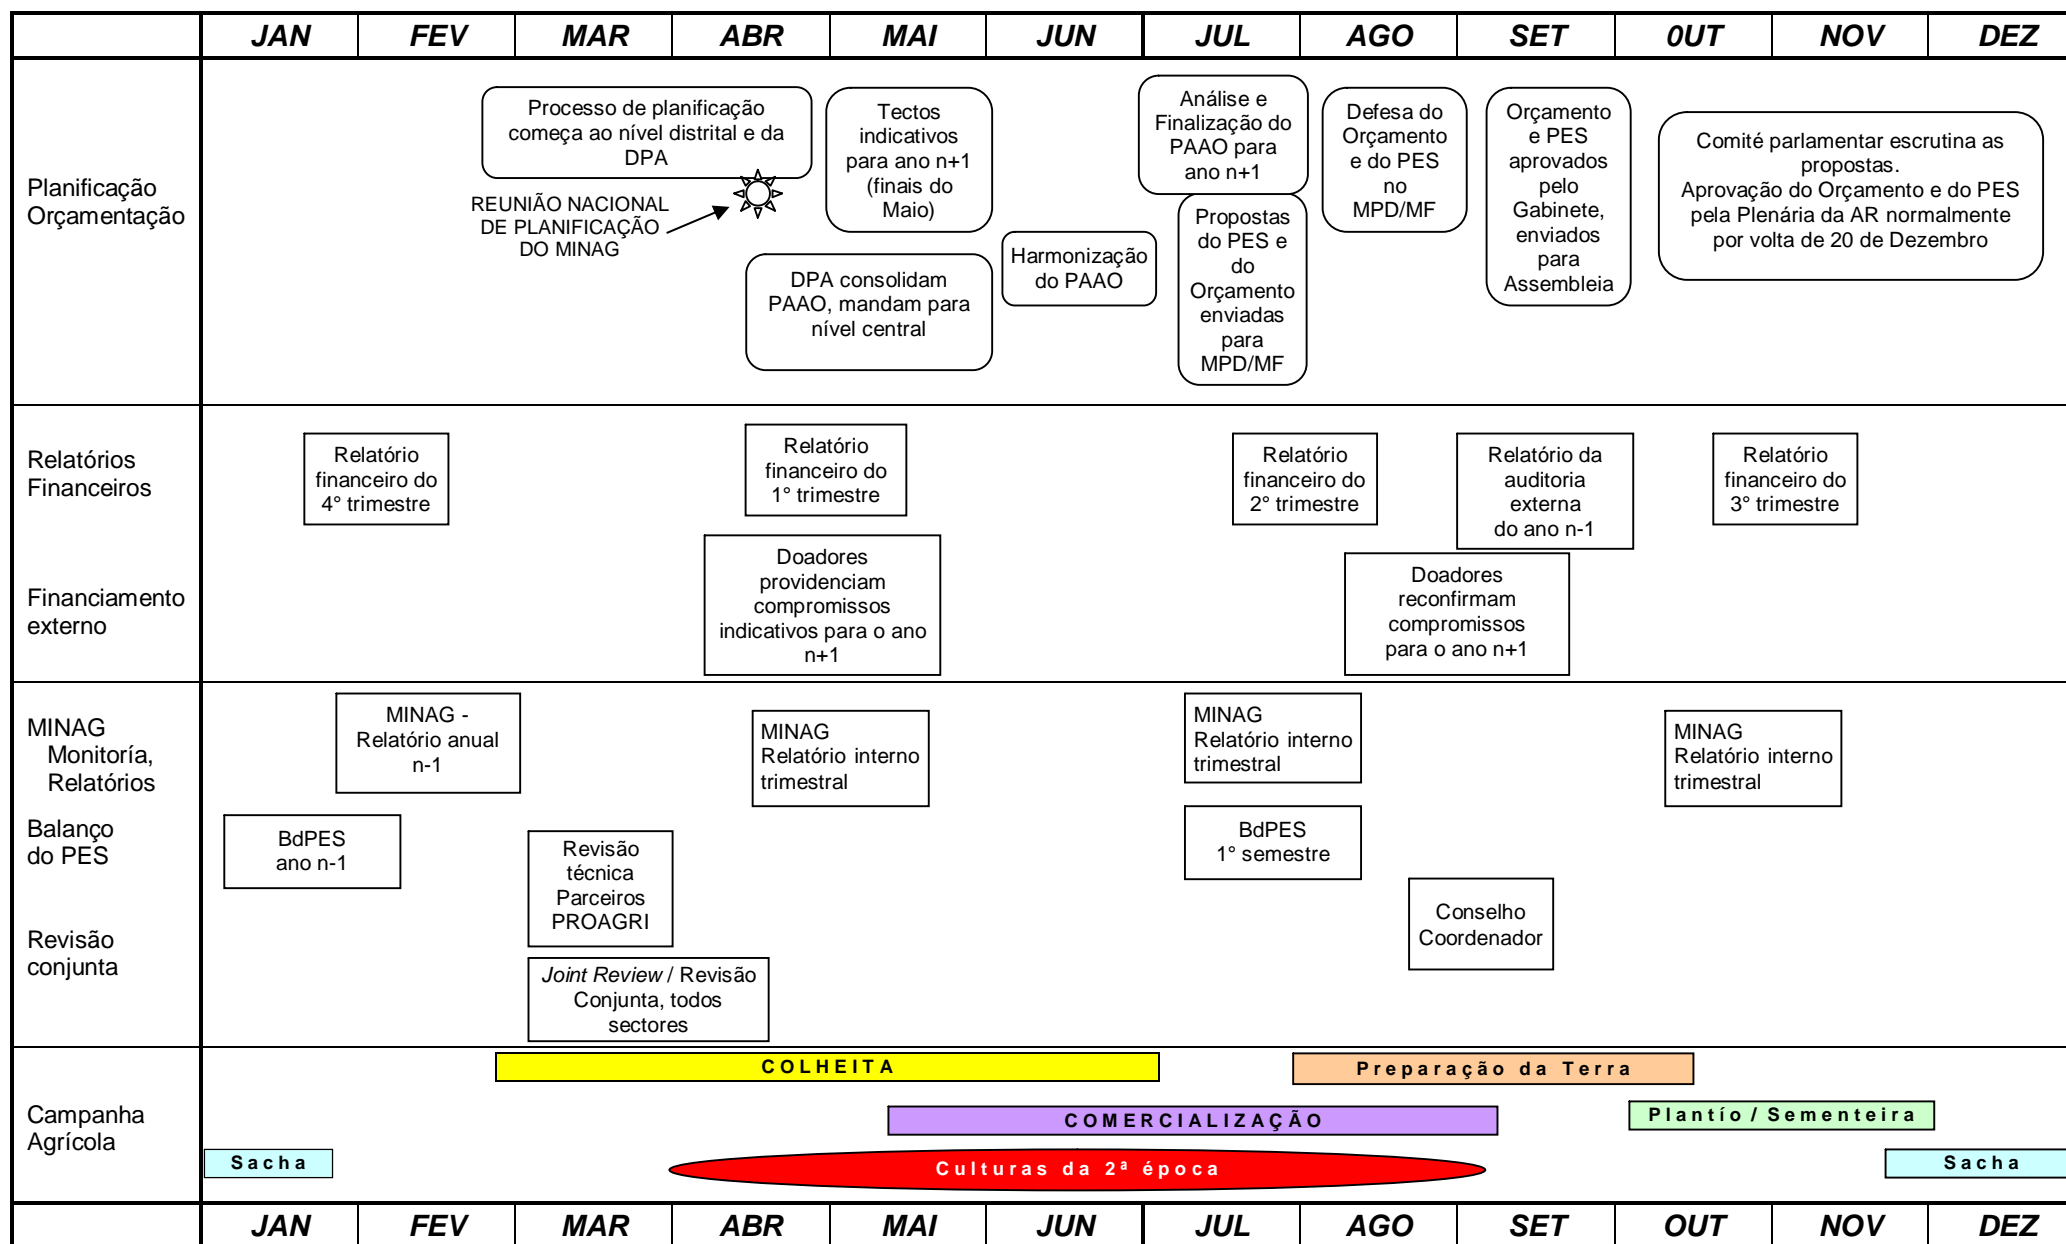 JAN FEV MAR ABR MAI JUN JUL AGO SET 0UT NOV DEZ
Planificação
Orçamentação
Processo de planificação
começa ao nível distrital e da
DPA
REUNIÃO NACIONAL
DE PLANIFICAÇÃO
DO MINAG
Tectos
indicativos
para ano n+1
(finais do
Maio)
DPA consolidam
PAAO, mandam para
nível central
Harmonização
do PAAO
Análise e
Finalização do
PAAO para
ano n+1
Propostas
do PES e
do
Orçamento
enviadas
para
MPD/MF
Defesa do
Orçamento
e do PES
no
MPD/MF
Orçamento
e PES
aprovados
pelo
Gabinete,
enviados
para
Assembleia
Comité parlamentar escrutina as
propostas.
Aprovação do Orçamento e do PES
pela Plenária da AR normalmente
por volta de 20 de Dezembro
Relatórios
Financeiros
Relatório
financeiro do
4° trimestre
Relatório
financeiro do
1° trimestre
Relatório
financeiro do
2° trimestre
Relatório da
auditoria
externa
do ano n-1
Relatório
financeiro do
3° trimestre
Financiamento
externo
Doadores
providenciam
compromissos
indicativos para o ano
n+1
Doadores
reconfirmam
compromissos
para o ano n+1
MINAG
Monitoría,
Relatórios
MINAG -
Relatório anual
n-1
MINAG
Relatório interno
trimestral
MINAG
Relatório interno
trimestral
MINAG
Relatório interno
trimestral
Balanço
do PES
BdPES
ano n-1
Revisão
técnica
Parceiros
PROAGRI
BdPES
1° semestre
Revisão
conjunta
Conselho
Coordenador
Joint Review / Revisão
Conjunta, todos
sectores
Campanha
Agrícola
COLHEITA
Preparação da Terra
COMERCIALIZAÇÃO
Plantío / Sementeira
Sacha
Culturas da 2ª época
Sacha
JAN FEV MAR ABR MAI JUN JUL AGO SET OUT NOV DEZ